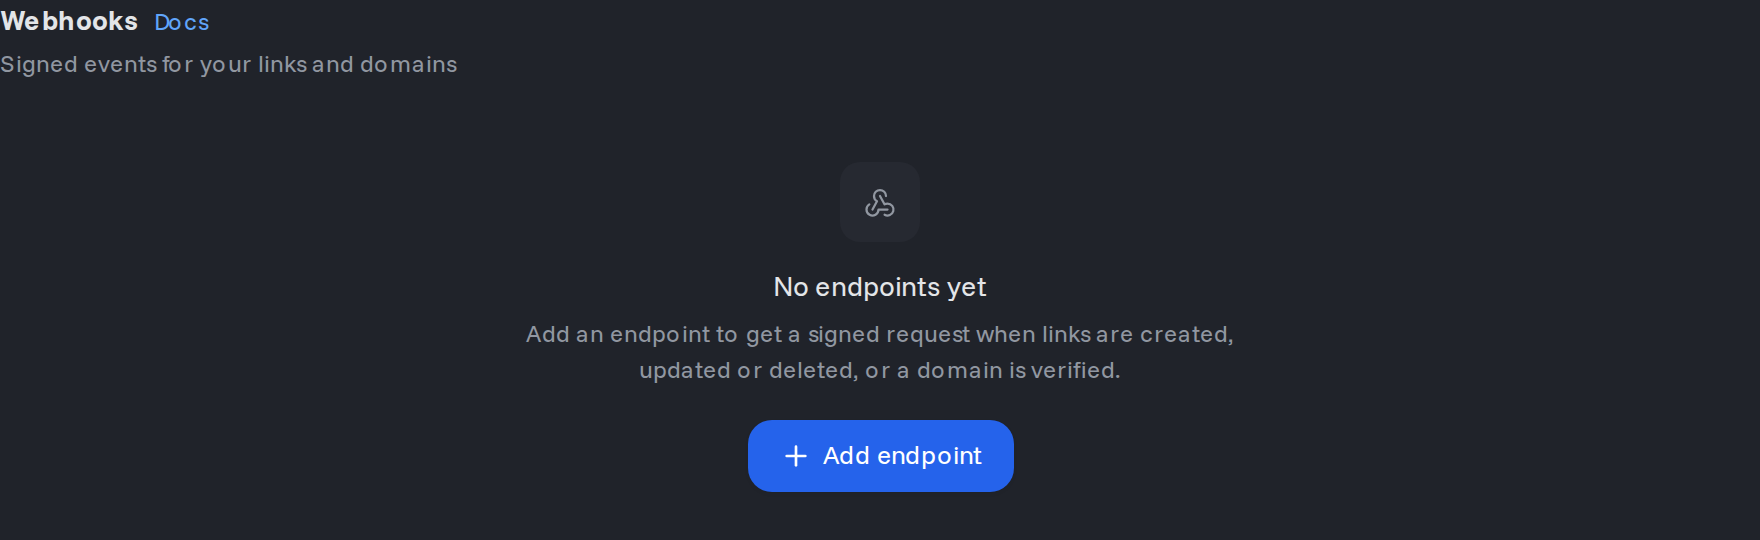 Webhooks Docs
Signed events for your links and domains
No endpoints yet
Add an endpoint to get a signed request when links are created,
updated or deleted, or a domain is verified.
Add endpoint